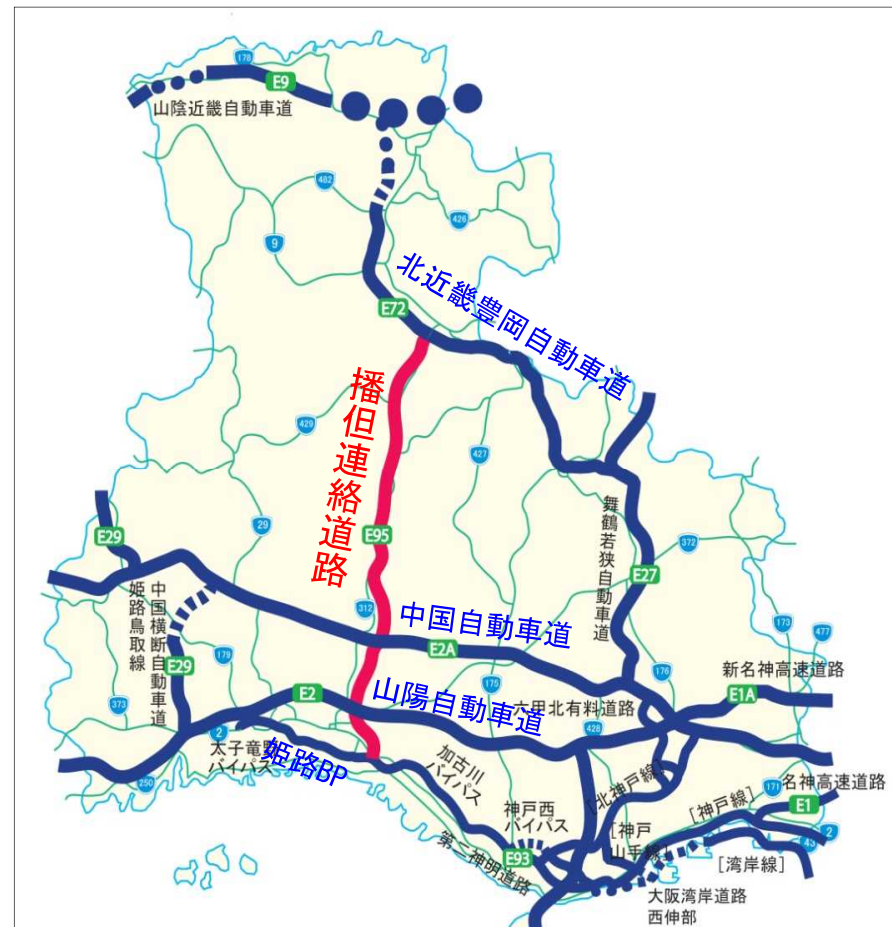 178
E9
山陰近畿自動車道
482
426
9
北近畿豊岡自動車道
E72
播但連絡道路
429
427
29
E29
E95
舞鶴若狭自動車道
372
E27
中国横断自動車道
姫路鳥取線
312
中国自動車道
E2A
173
477
179
E29
176
新名神高速道路
E1A
175
六甲北有料道路
E2
山陽自動車道
373
2
428
太子竜野
バイパス
姫路BP
加古川
バイパス
250
[北神戸線]
171
名神高速道路
E1
神戸西
バイパス
[神戸線]
[神戸
山手線]
2
43
第二神明道路
E93
[湾岸線]
大阪湾岸道路
西伸部